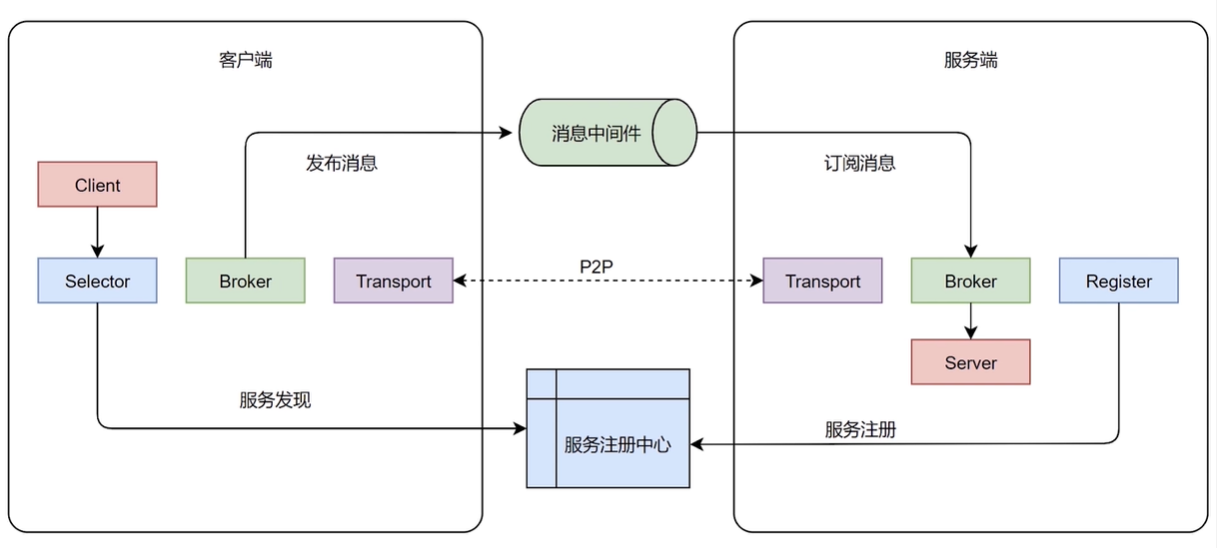 客户端
服务端
消息中间件
发布消息
订阅消息
Client
Selector
Broker
Transport
P2P
Transport
Broker
Register
Server
服务发现
服务注册中心
服务注册